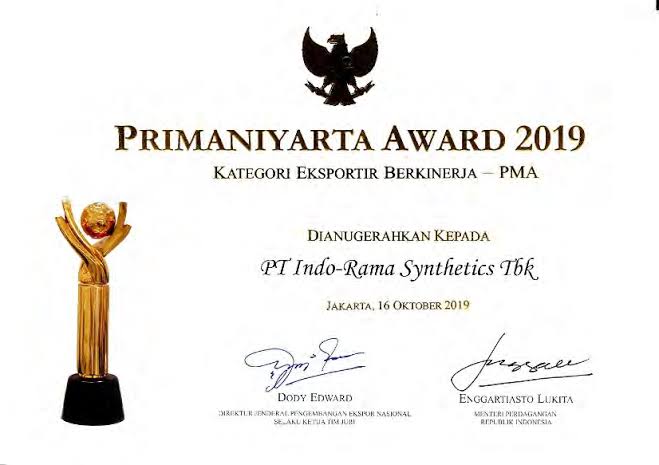 PRIMANIYARTA AWARD 2019
KATEGORI EKSPORTIR BERKINERJA – PMA
DIANUGERAHKAN KEPADA
PT Indo-Rama Synthetics Tbk
JAKARTA, 16 OKTOBER 2019
DODY EDWARD
DIREKTUR JENDERAL PENGEMBANGAN EKSPOR NASIONAL
SELAKU KETUA TIM JURI
ENGGARTIASTO LUKITA
MENTERI PERDAGANGAN
REPUBLIK INDONESIA